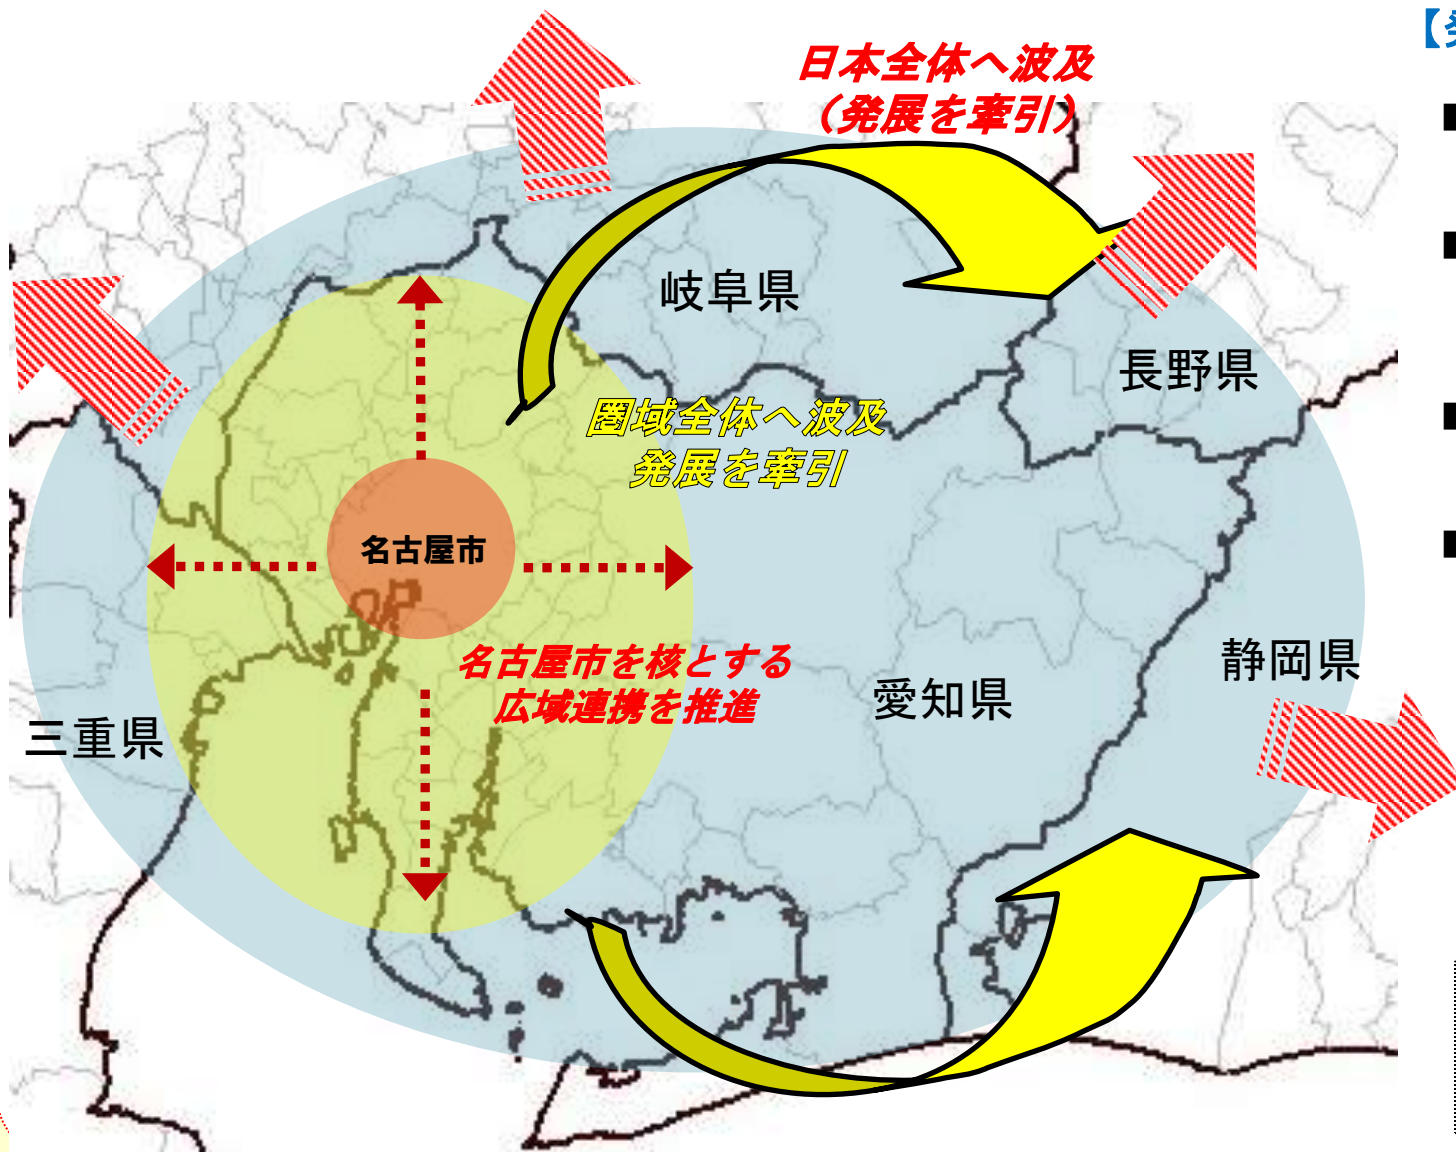 日本全体へ波及
（発展を牽引）
岐阜県
長野県
圏域全体へ波及
発展を牽引
名古屋市
名古屋市を核とする
広域連携を推進
静岡県
愛知県
三重県